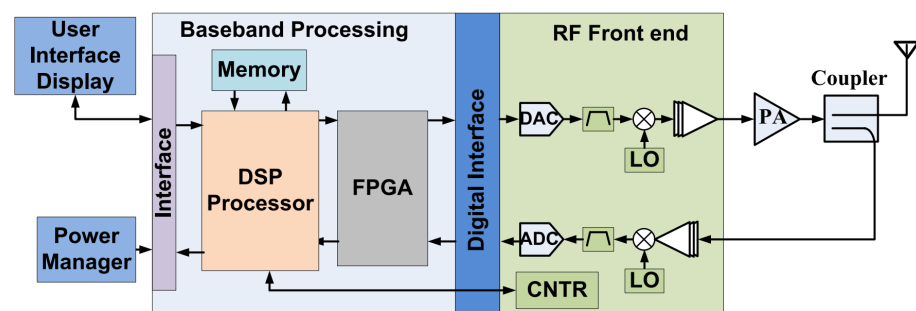 User
Interface
Display
Power
Manager
Baseband Processing
Interface
Memory
DSP
Processor
FPGA
Digital Interface
RF Front end
DAC
LO
ADC
LO
CNTR
PA
Coupler